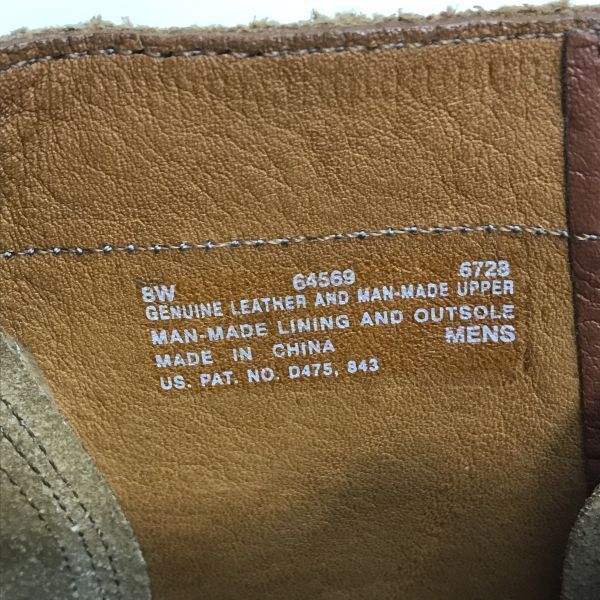 8W 64569 6728
GENUINE LEATHER AND MAN-MADE UPPER
MAN-MADE LINING AND OUTSOLE
MADE IN CHINA MENS
US. PAT. NO. D475, 843